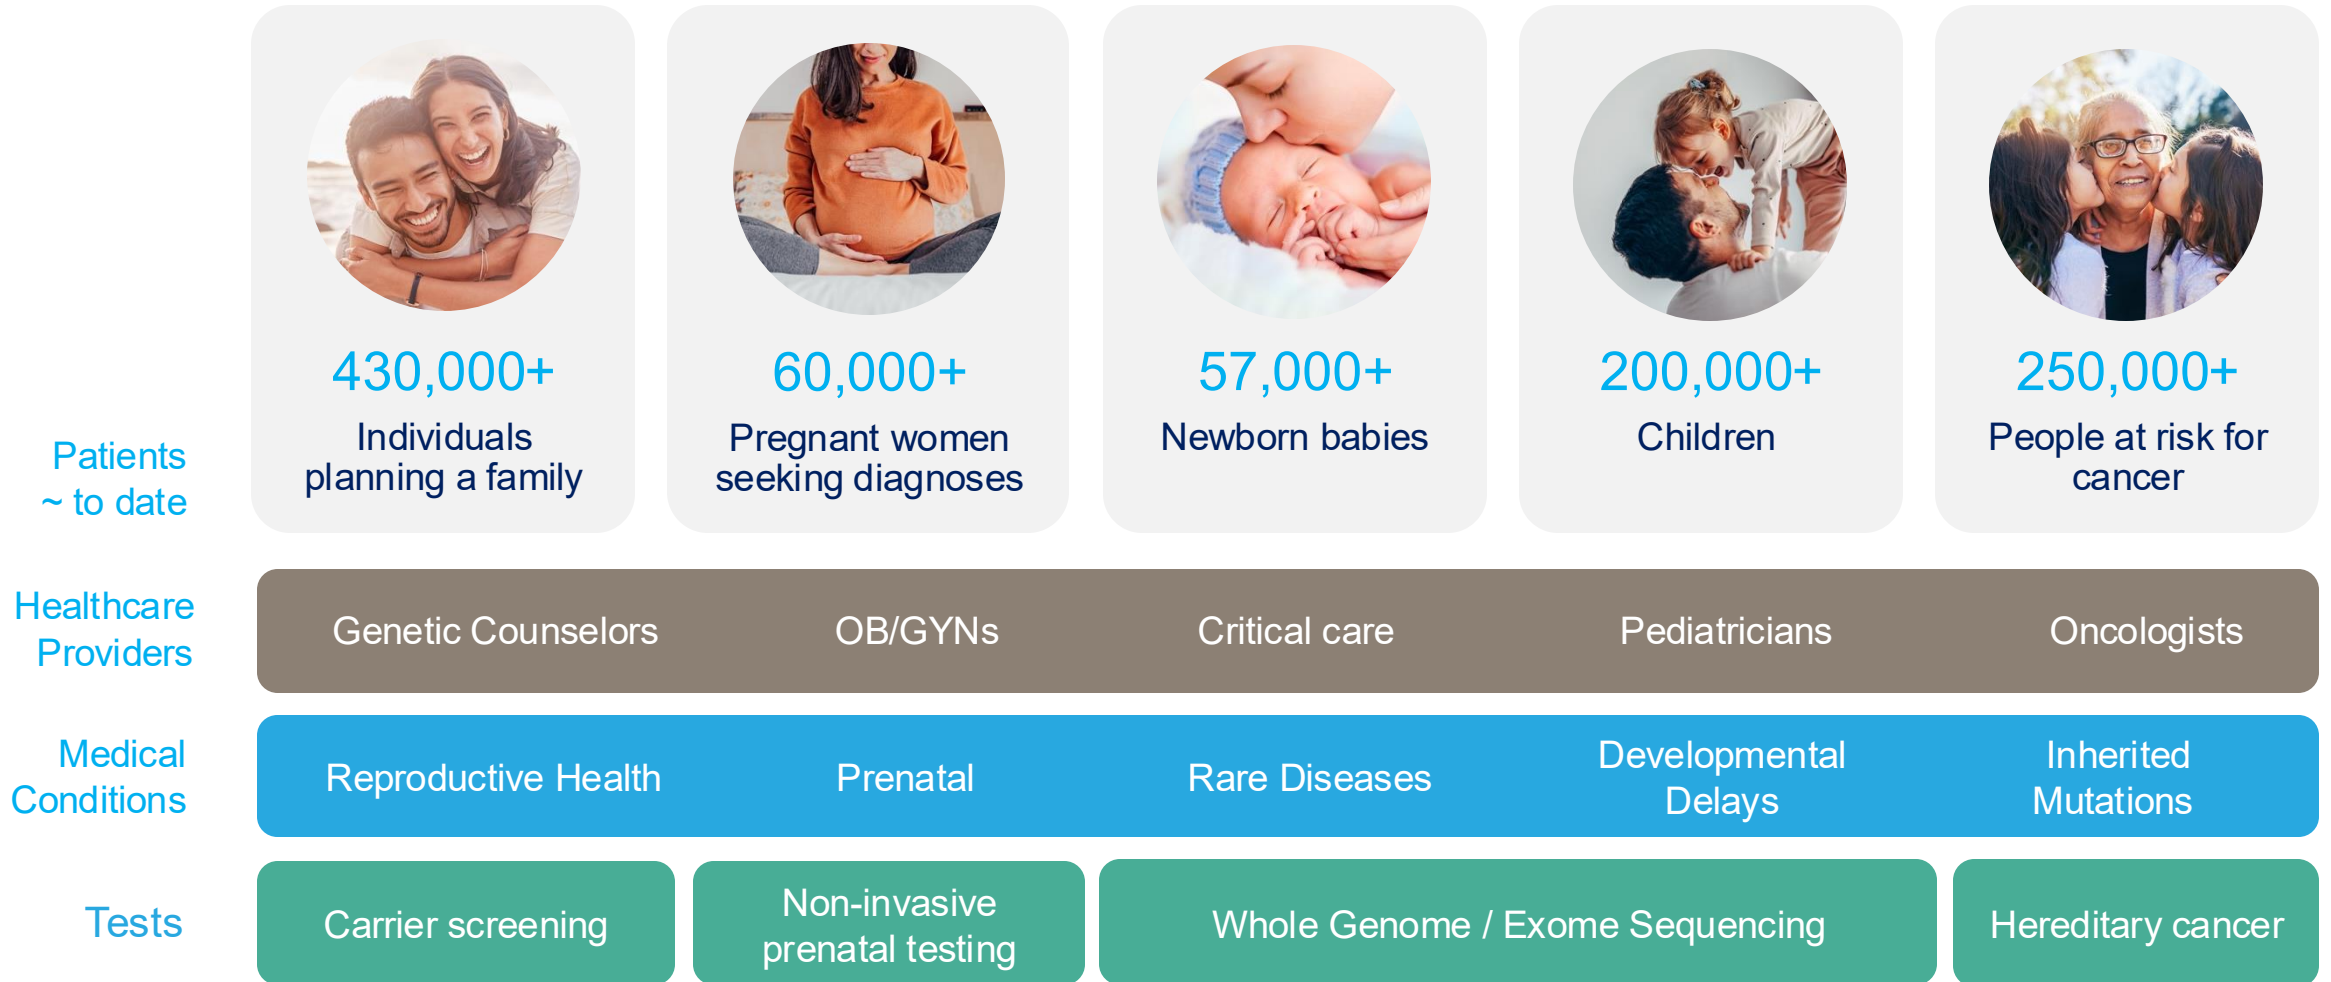 430,000+
Individuals
planning a family
60,000+
Pregnant women
seeking diagnoses
57,000+
Newborn babies
200,000+
Children
250,000+
People at risk for
cancer
Patients
~ to date
Healthcare
Providers
Genetic Counselors
OB/GYNs
Critical care
Pediatricians
Oncologists
Medical
Conditions
Reproductive Health
Prenatal
Rare Diseases
Developmental
Delays
Inherited
Mutations
Tests
Carrier screening
Non-invasive
prenatal testing
Whole Genome / Exome Sequencing
Hereditary cancer